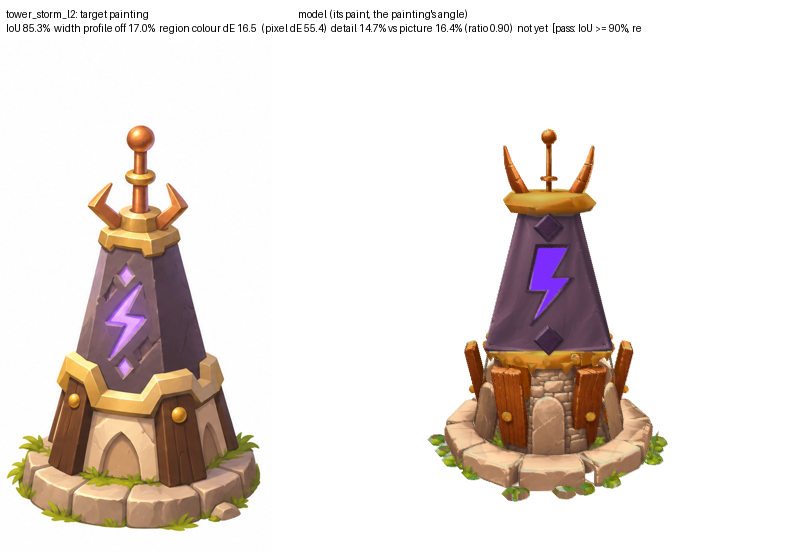 tower_storm_l2: target painting
model (its paint, the painting's angle)
IoU 85.3% width profile off 17.0% region colour dE 16.5 (pixel dE 55.4) detail 14.7% vs picture 16.4% (ratio 0.90) not yet [pass: IoU >= 90%, re